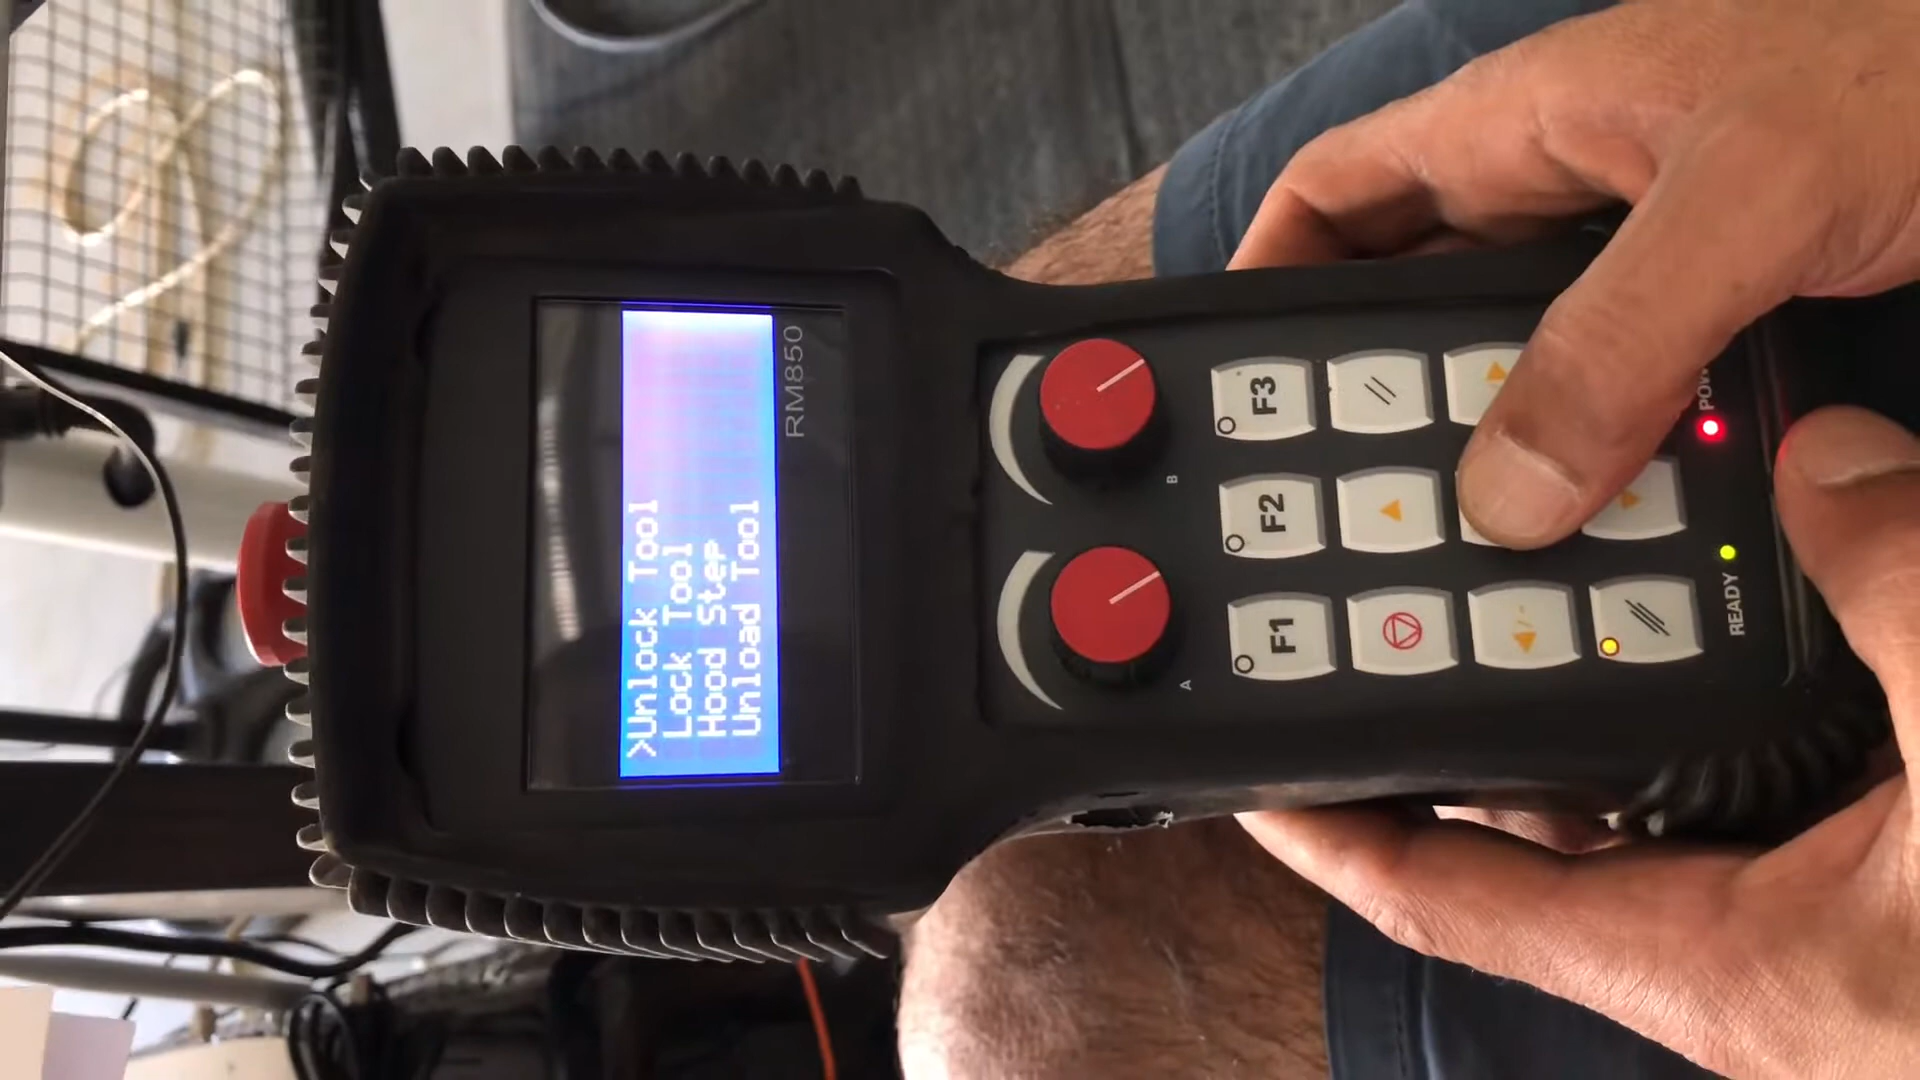 >Unlock Tool
Lock Tool
Hood Step
Unload Tool
RM850
A
B
F1
F2
F3
READY